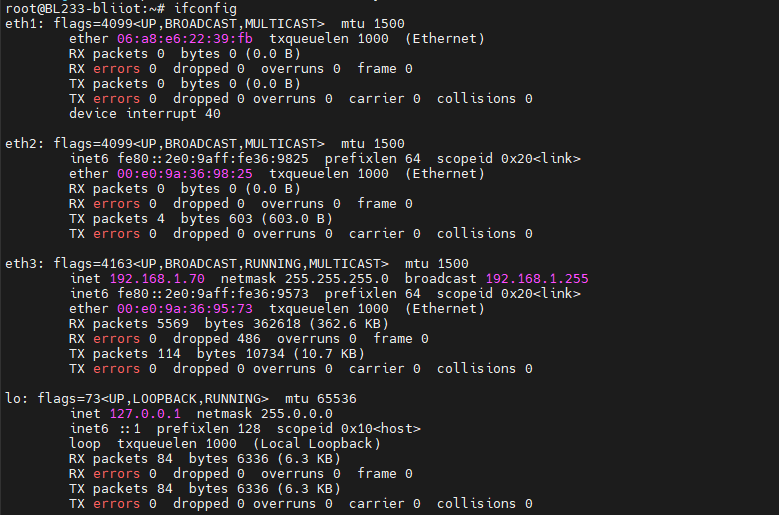 root@BL233-bliiot:~# ifconfig
eth1: flags=4099<UP,BROADCAST,MULTICAST>  mtu 1500
        ether 06:a8:e6:22:39:fb  txqueuelen 1000  (Ethernet)
        RX packets 0  bytes 0 (0.0 B)
        RX errors 0  dropped 0  overruns 0  frame 0
        TX packets 0  bytes 0 (0.0 B)
        TX errors 0  dropped 0 overruns 0  carrier 0  collisions 0
        device interrupt 40
eth2: flags=4099<UP,BROADCAST,MULTICAST>  mtu 1500
        inet6 fe80::2e0:9aff:fe36:9825  prefixlen 64  scopeid 0x20<link>
        ether 00:e0:9a:36:98:25  txqueuelen 1000  (Ethernet)
        RX packets 0  bytes 0 (0.0 B)
        RX errors 0  dropped 0  overruns 0  frame 0
        TX packets 4  bytes 603 (603.0 B)
        TX errors 0  dropped 0 overruns 0  carrier 0  collisions 0
eth3: flags=4163<UP,BROADCAST,RUNNING,MULTICAST>  mtu 1500
        inet 192.168.1.70  netmask 255.255.255.0  broadcast 192.168.1.255
        inet6 fe80::2e0:9aff:fe36:9573  prefixlen 64  scopeid 0x20<link>
        ether 00:e0:9a:36:95:73  txqueuelen 1000  (Ethernet)
        RX packets 5569  bytes 362618 (362.6 KB)
        RX errors 0  dropped 486  overruns 0  frame 0
        TX packets 114  bytes 10734 (10.7 KB)
        TX errors 0  dropped 0 overruns 0  carrier 0  collisions 0
lo: flags=73<UP,LOOPBACK,RUNNING>  mtu 65536
        inet 127.0.0.1  netmask 255.0.0.0
        inet6 ::1  prefixlen 128  scopeid 0x10<host>
        loop  txqueuelen 1000  (Local Loopback)
        RX packets 84  bytes 6336 (6.3 KB)
        RX errors 0  dropped 0  overruns 0  frame 0
        TX packets 84  bytes 6336 (6.3 KB)
        TX errors 0  dropped 0 overruns 0  carrier 0  collisions 0